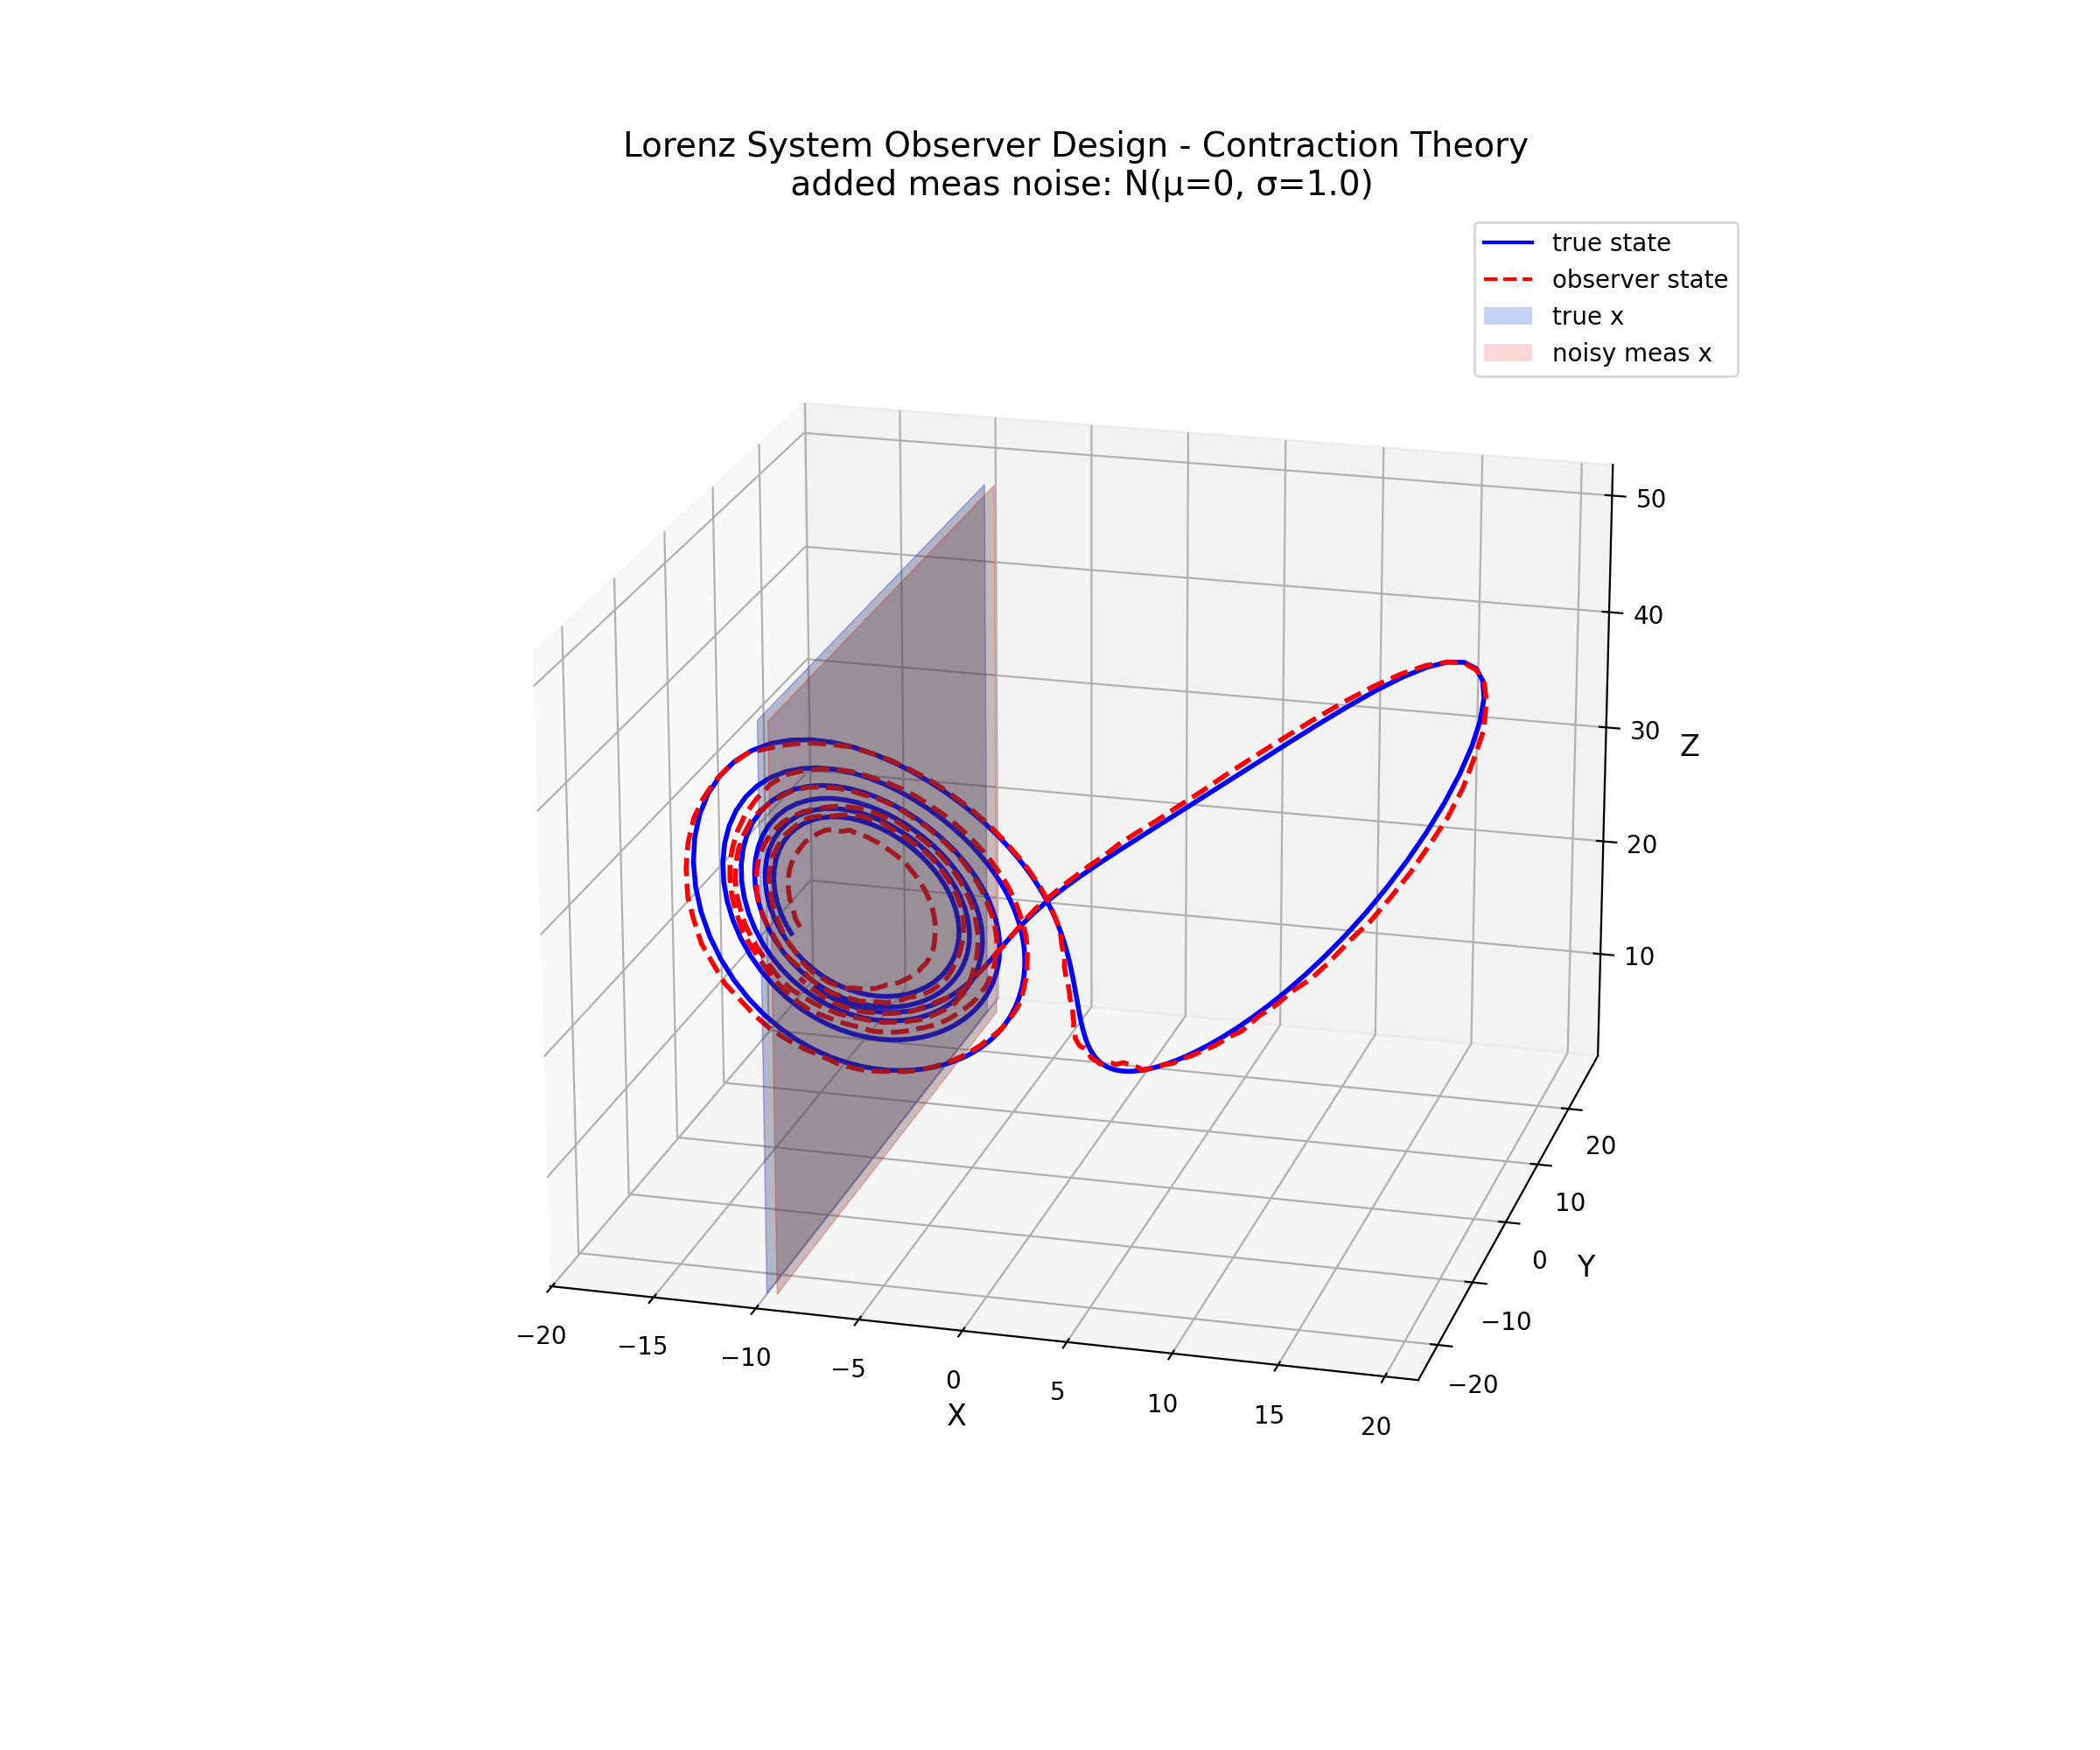 Lorenz System Observer Design - Contraction Theory
added meas noise: N(μ=0, σ=1.0)
true state
observer state
true x
noisy meas x
50
40
30
20
10
Z
20
10
0
−10
−20
Y
−20
−15
−10
−5
0
5
10
15
20
X